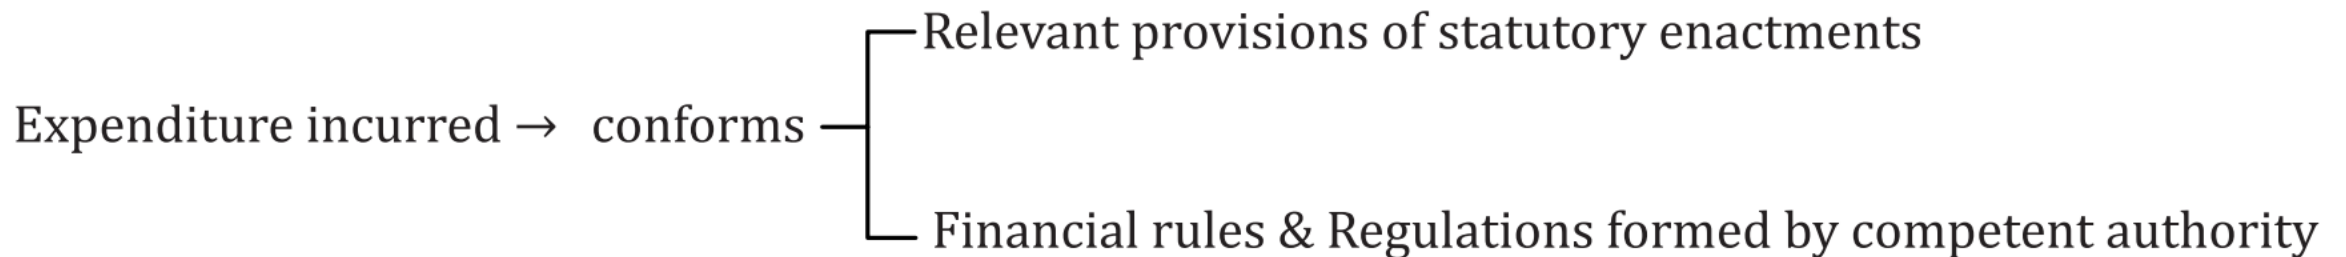 Relevant provisions of statutory enactments
Expenditure incurred → conforms
Financial rules & Regulations formed by competent authority